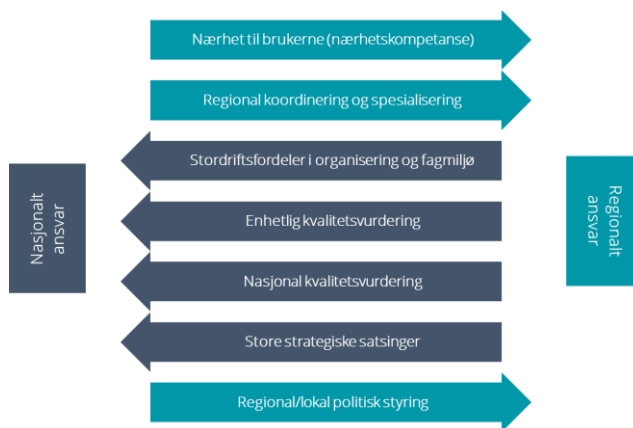 Nærhet til brukerne (nærhetskompetanse)
Regional koordinering og spesialisering
Stordriftsfordeler i organisering og fagmiljø
Enhetlig kvalitetsvurdering
Nasjonal kvalitetsvurdering
Store strategiske satsinger
Regional/lokal politisk styring
Nasjonalt
ansvar
Regionalt
ansvar